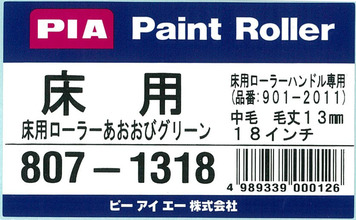 PIA Paint Roller
床用
床用ローラーあおおびグリーン
床用ローラーハンドル専用
(品番:901-2011)
中毛 毛丈13mm
18インチ
807-1318
4 989339 000126
ピー アイ エー 株式会社